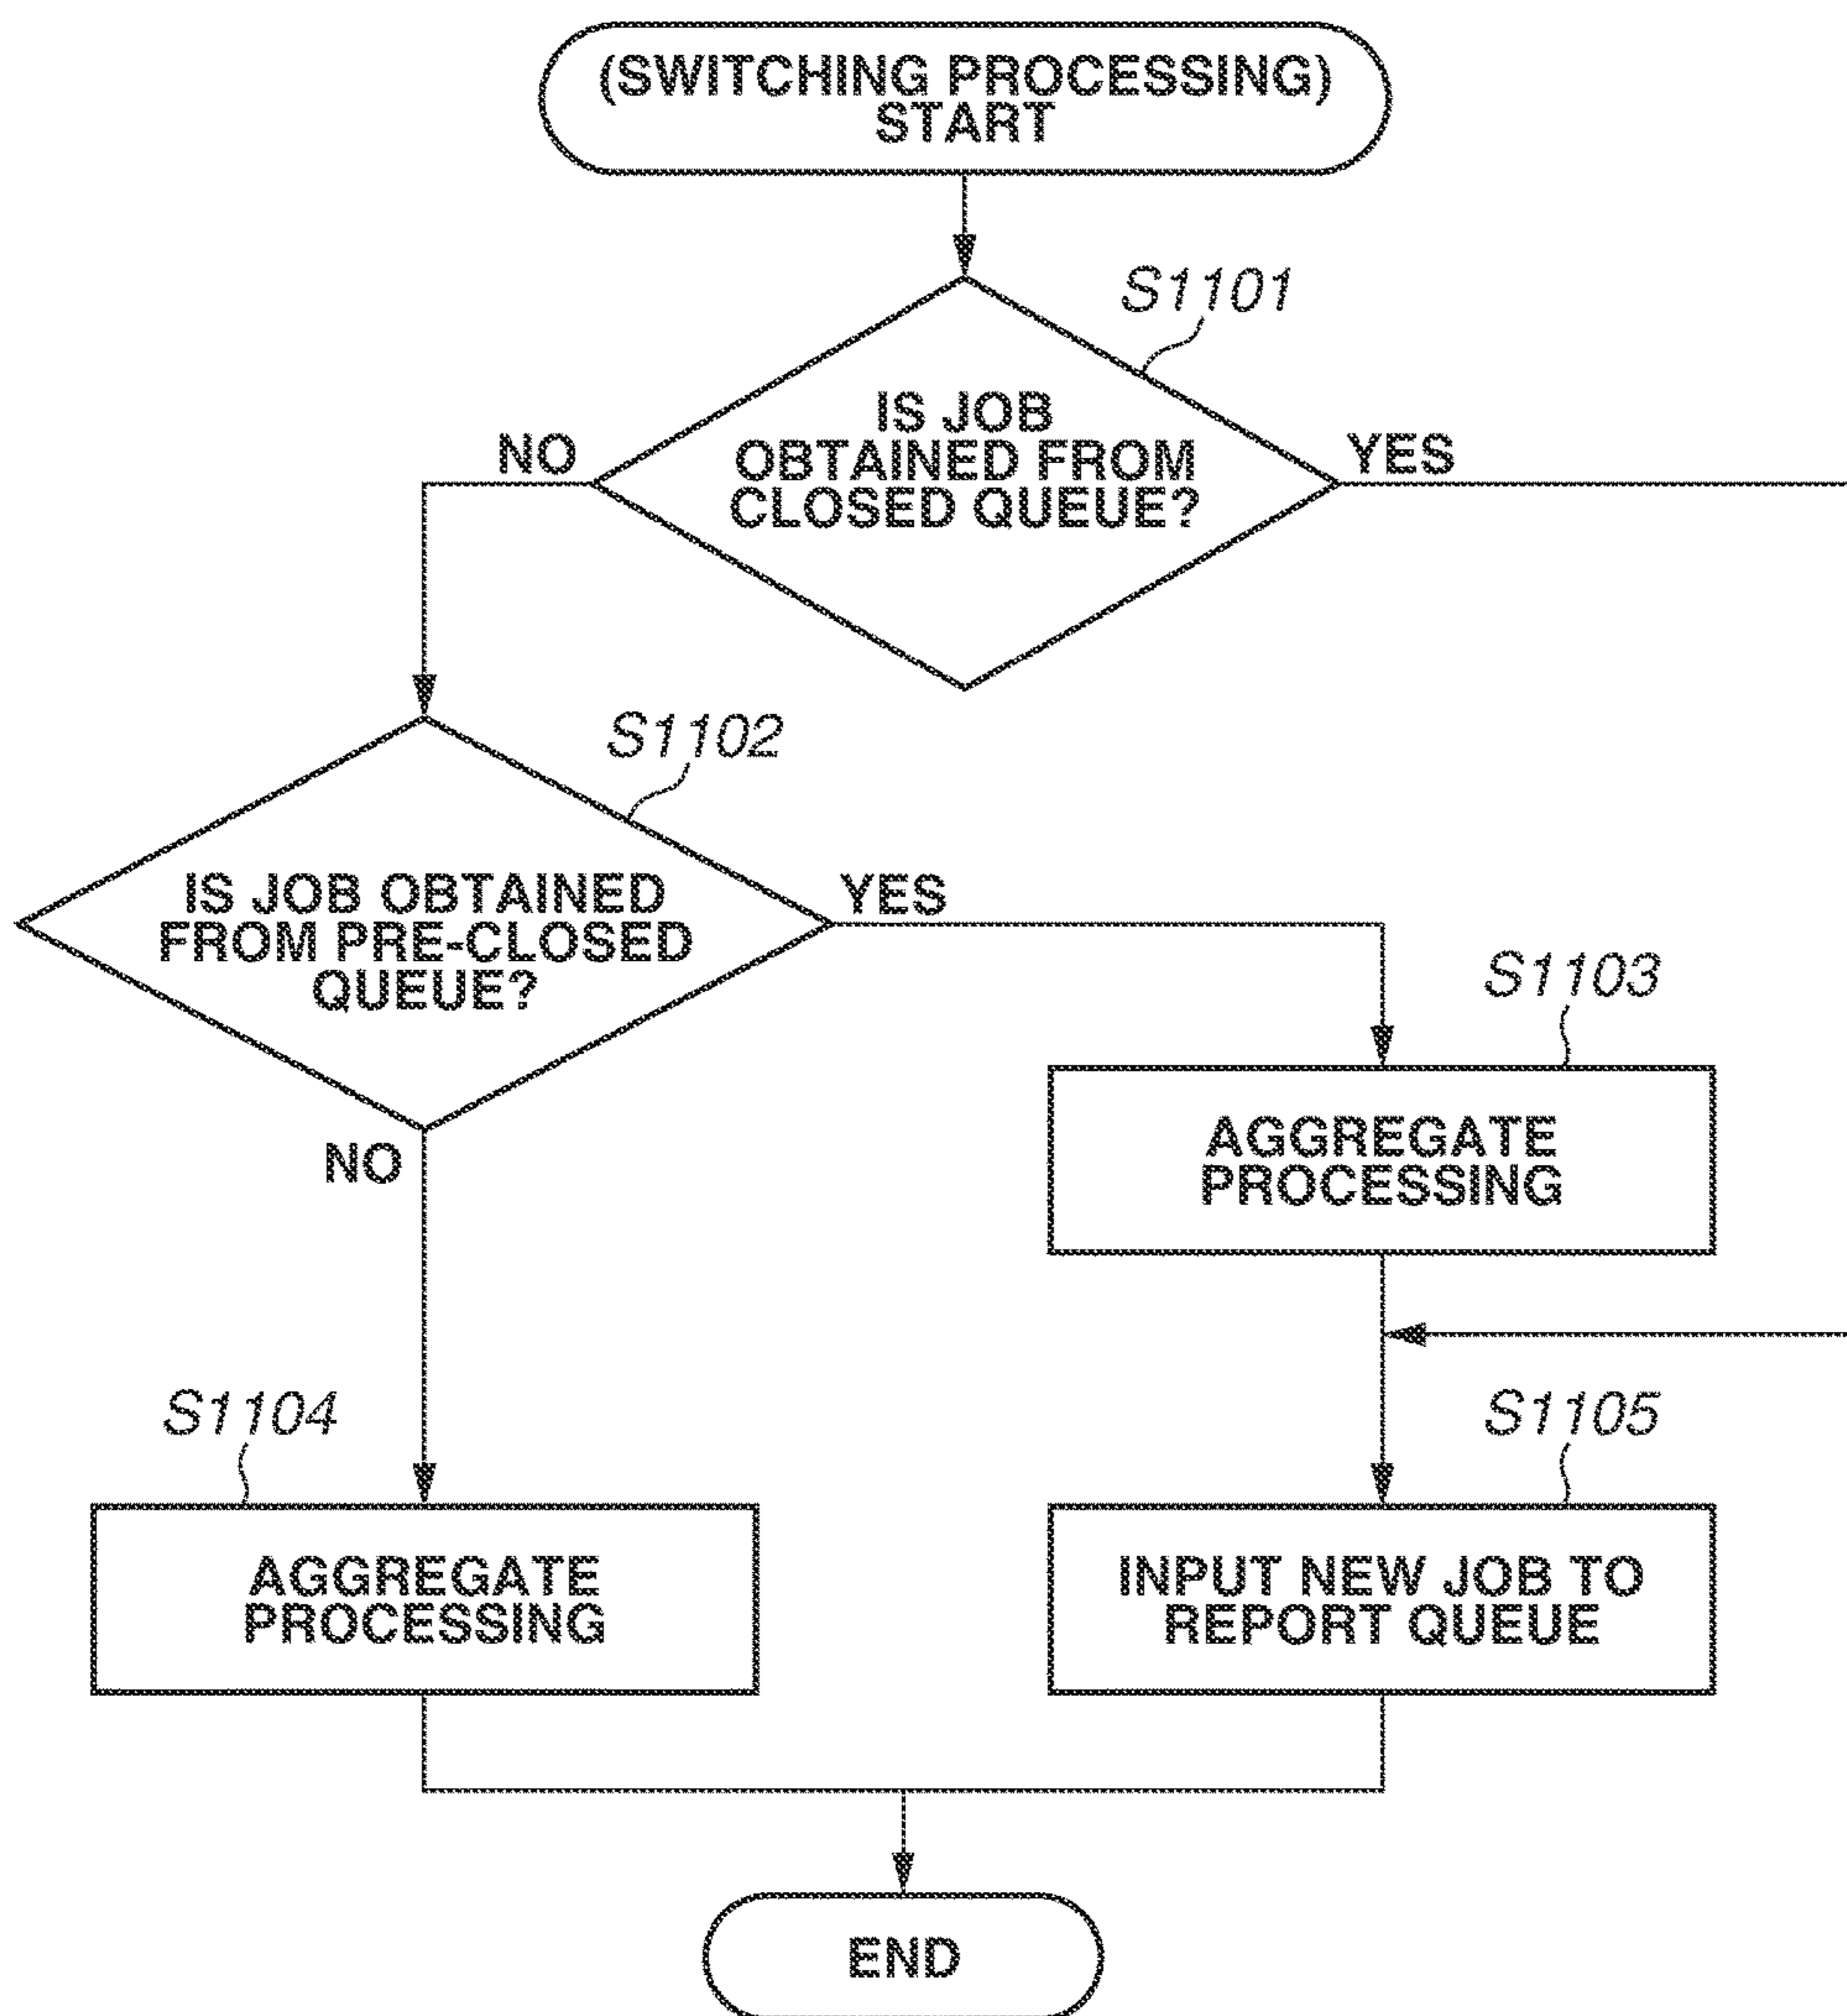 (SWITCHING PROCESSING)
START
S1101
IS JOB
OBTAINED FROM
CLOSED QUEUE?
NO
YES
S1102
IS JOB OBTAINED
FROM PRE-CLOSED
QUEUE?
YES
NO
S1103
AGGREGATE
PROCESSING
S1104
AGGREGATE
PROCESSING
S1105
INPUT NEW JOB TO
REPORT QUEUE
END